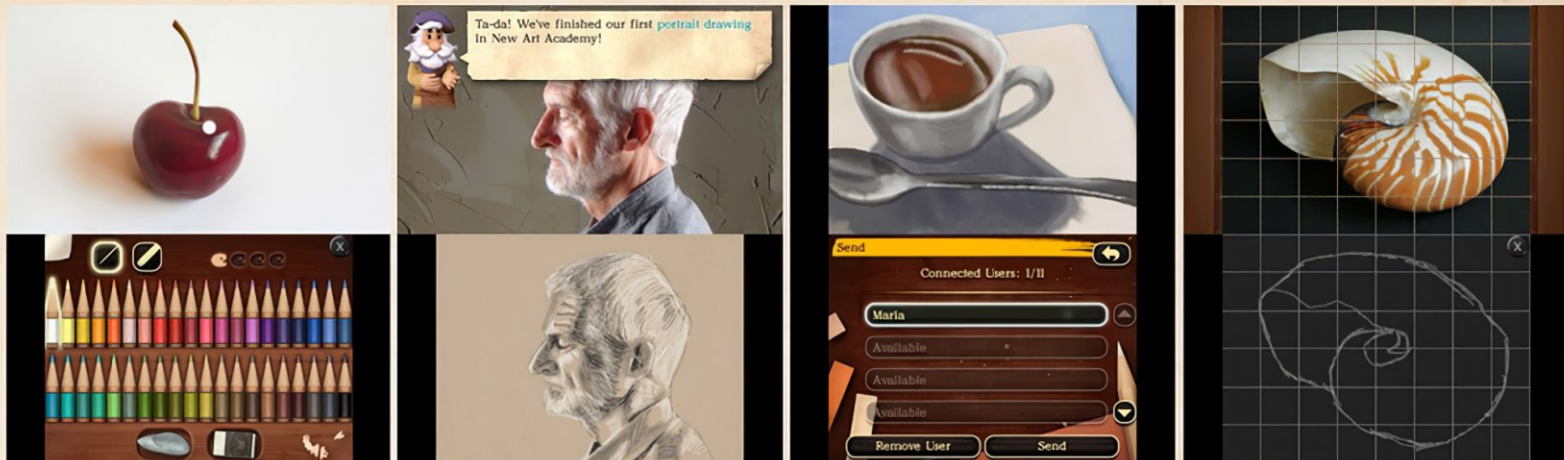 Ta-da! We've finished our first portrait drawing
in New Art Academy!
X
Send
Connected Users: 1/11
Maria
Available
Available
Available
Remove User
Send
X